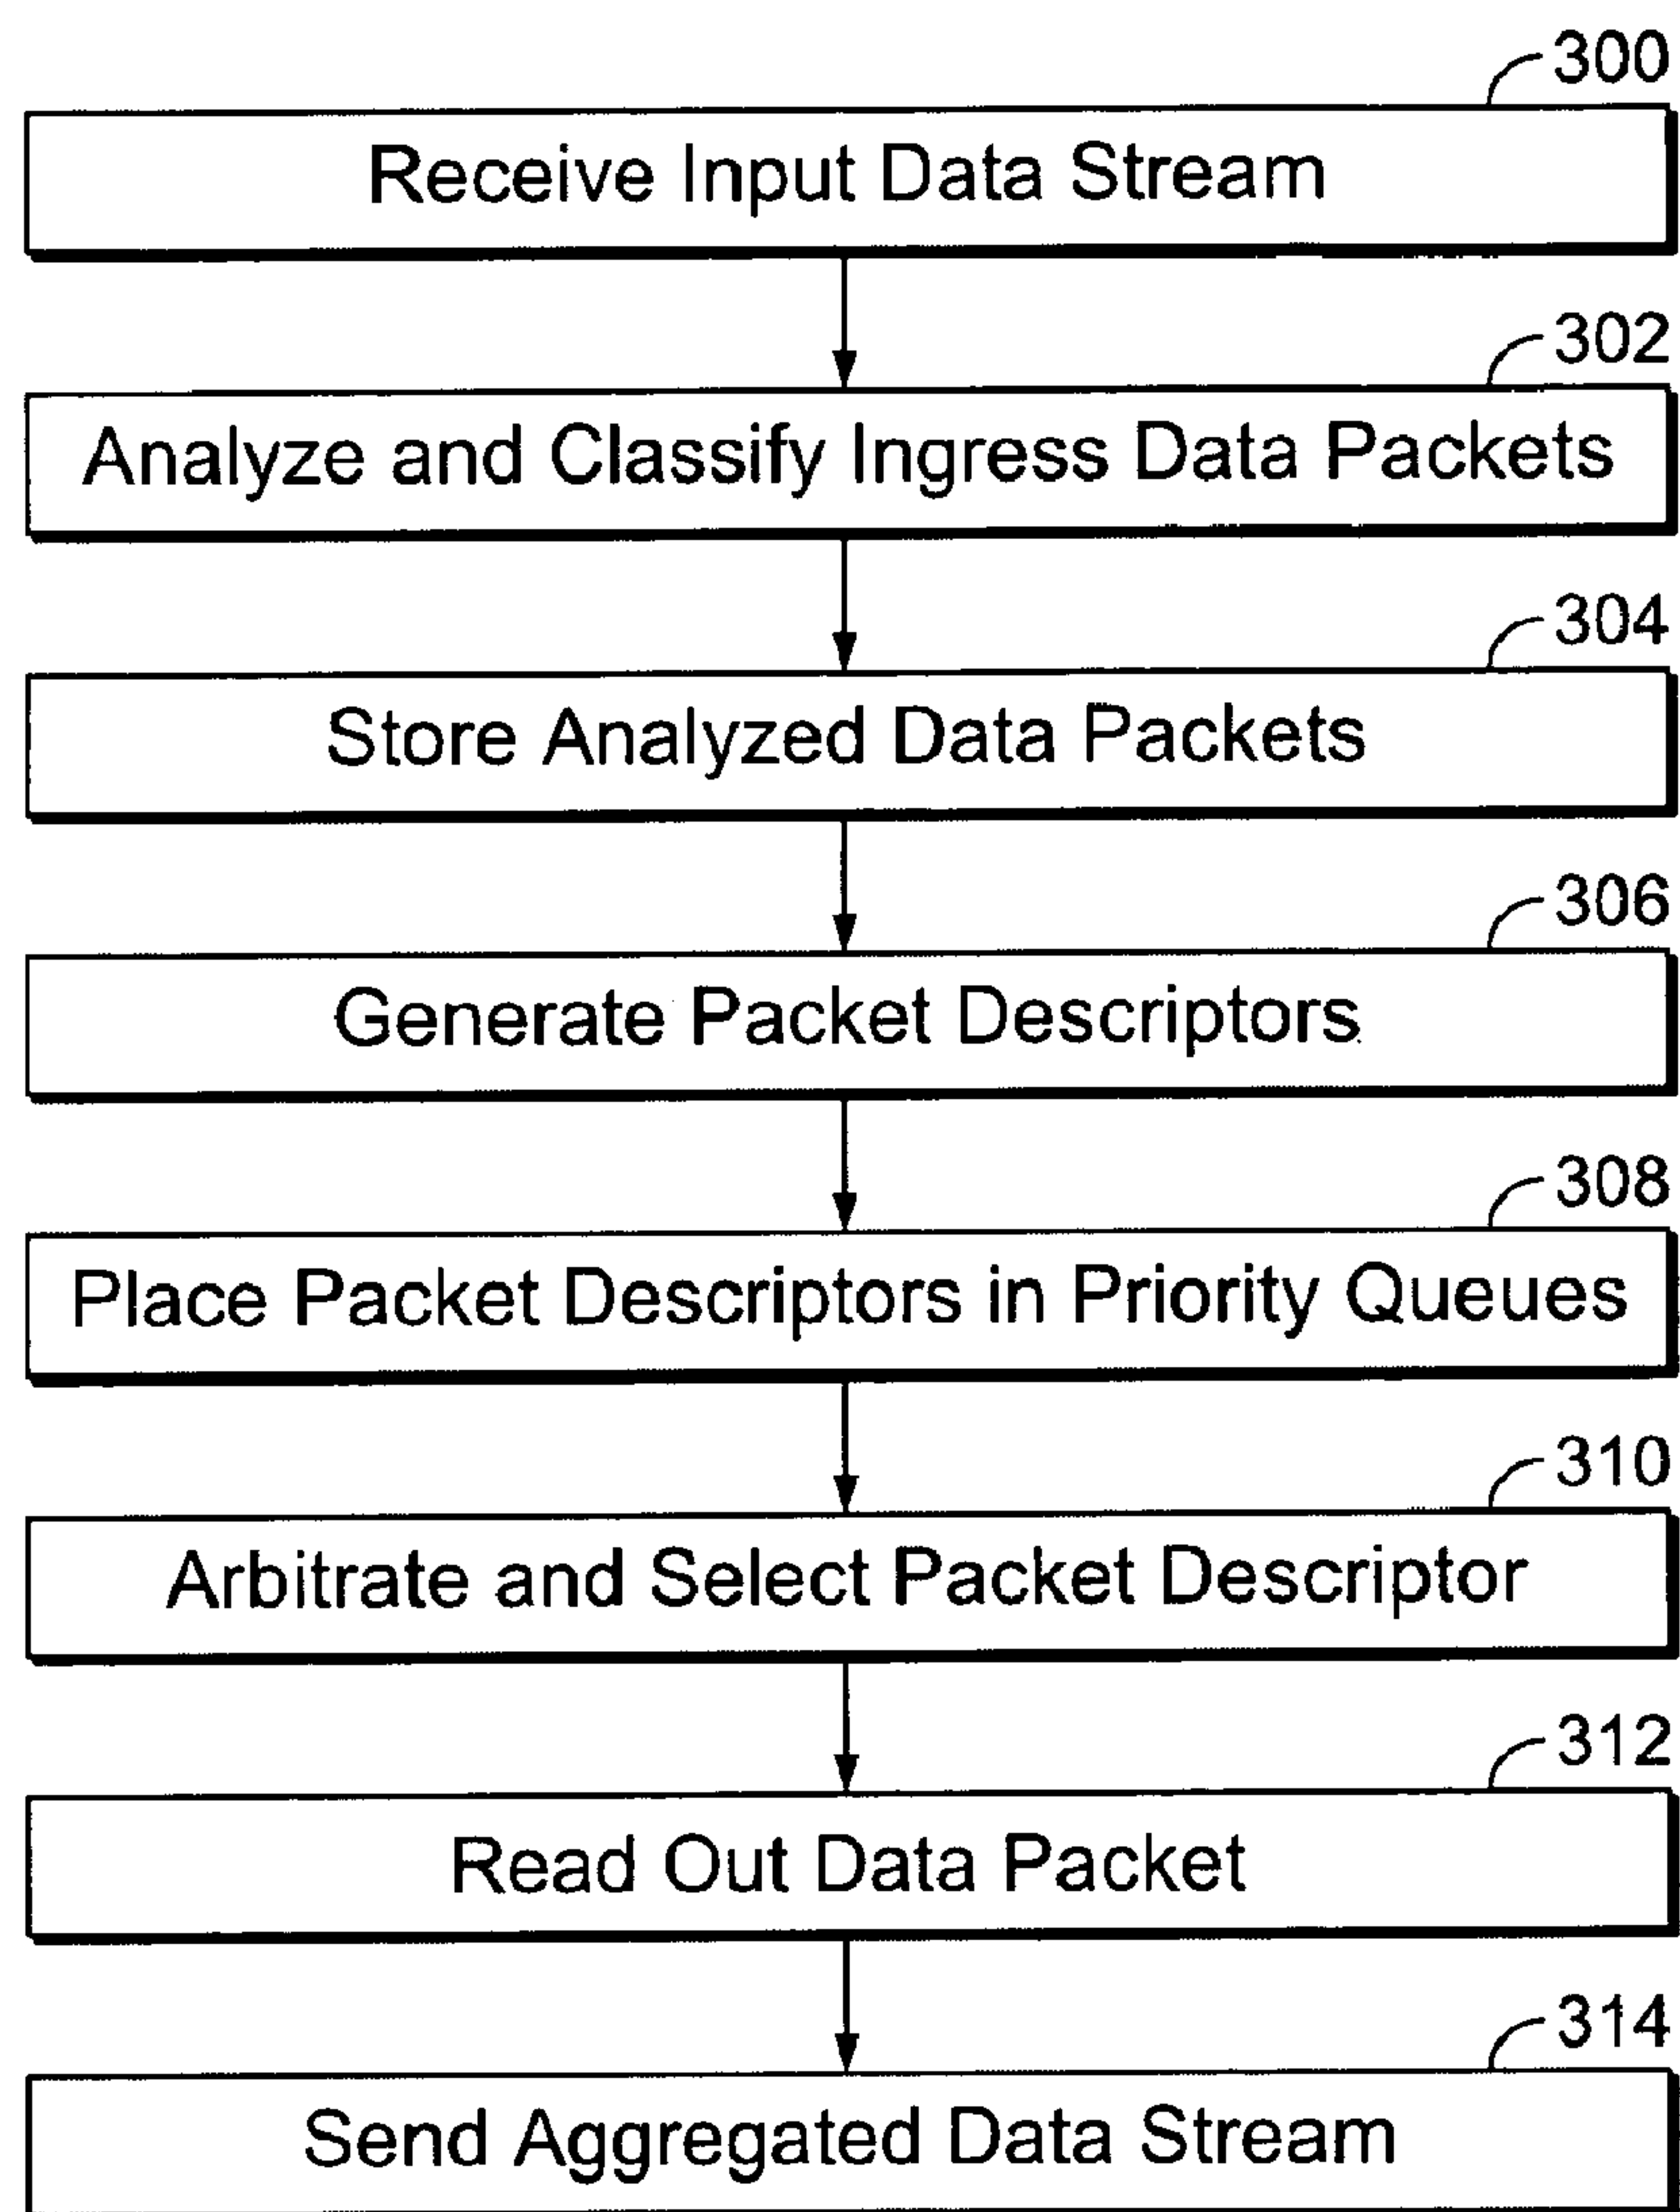 300
Receive Input Data Stream
302
Analyze and Classify Ingress Data Packets
304
Store Analyzed Data Packets
306
Generate Packet Descriptors
308
Place Packet Descriptors in Priority Queues
310
Arbitrate and Select Packet Descriptor
312
Read Out Data Packet
314
Send Aggregated Data Stream